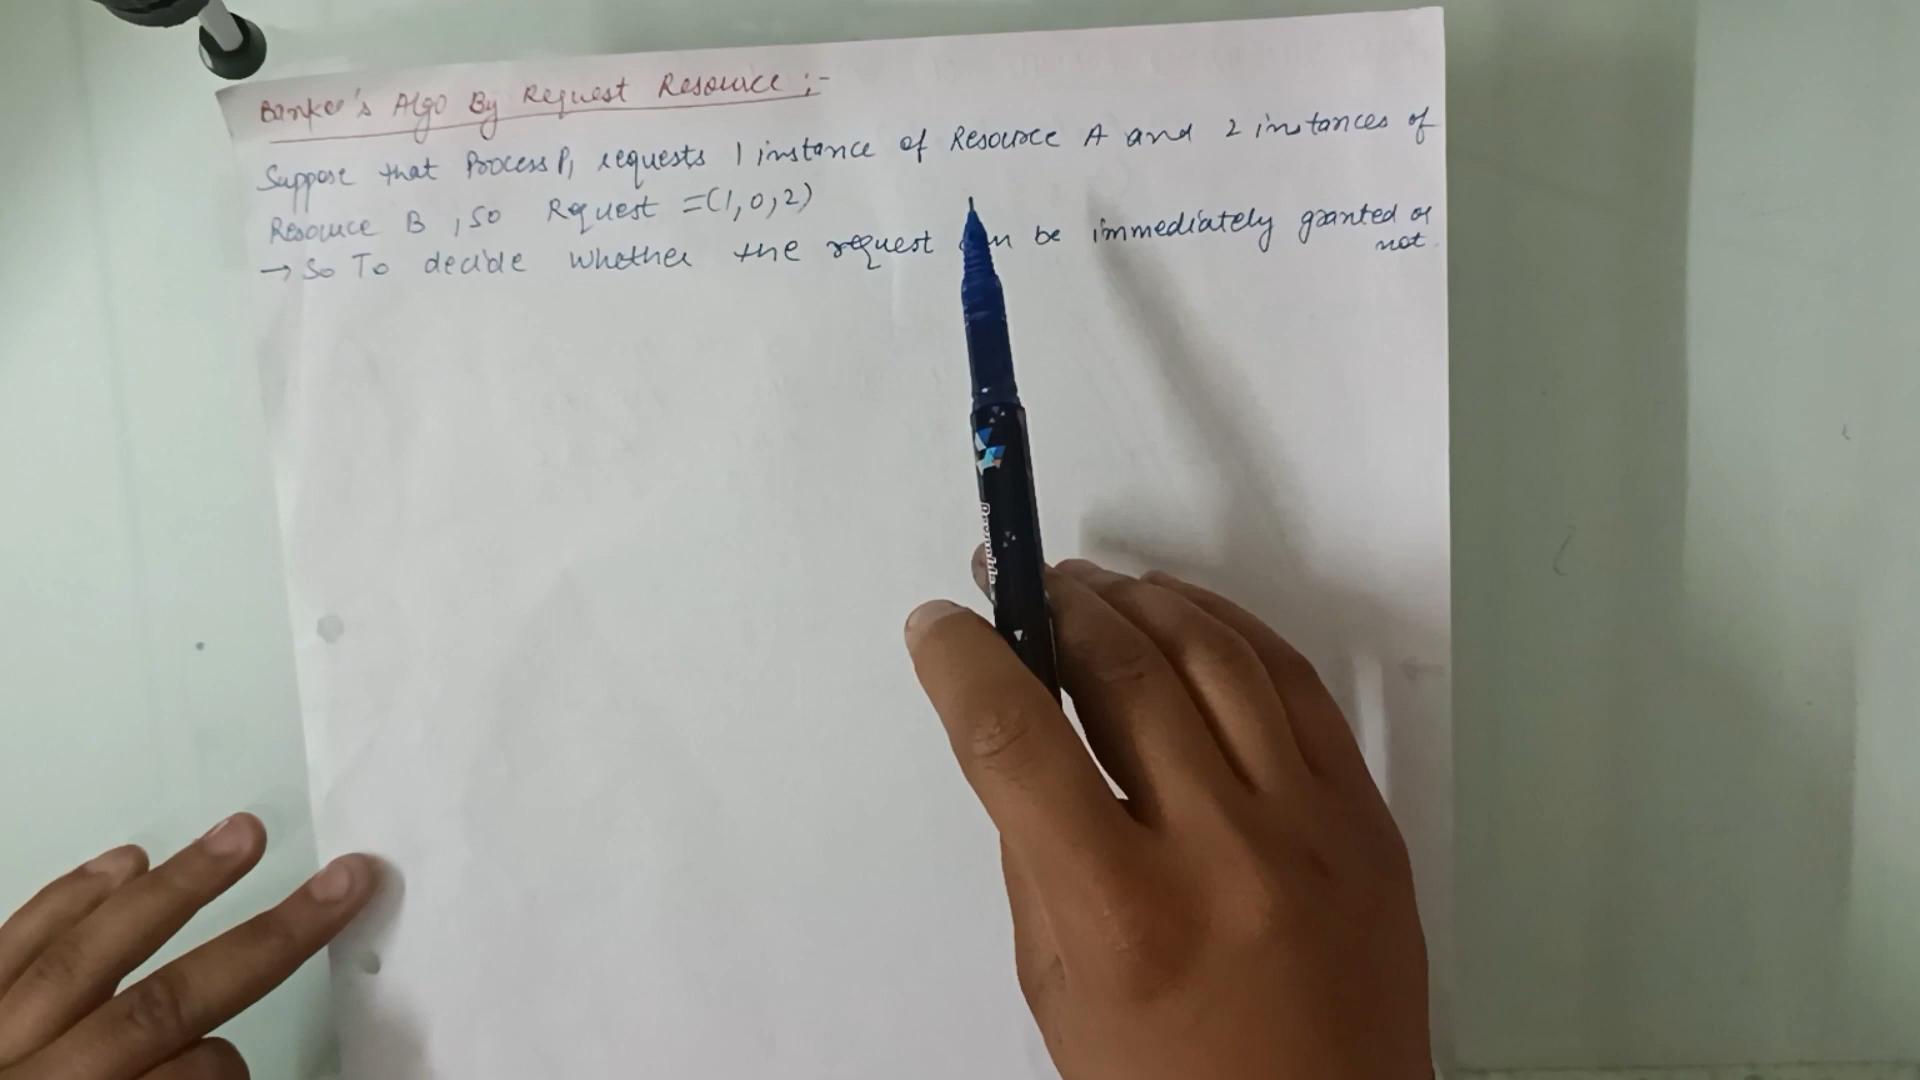 Banker's Algo By Request Resource :-
Suppose that Process P1 requests 1 instance of Resource A and 2 instances of
Resource B , so Request = (1,0,2)
→ So To decide whether the request can be immediately granted or
not.